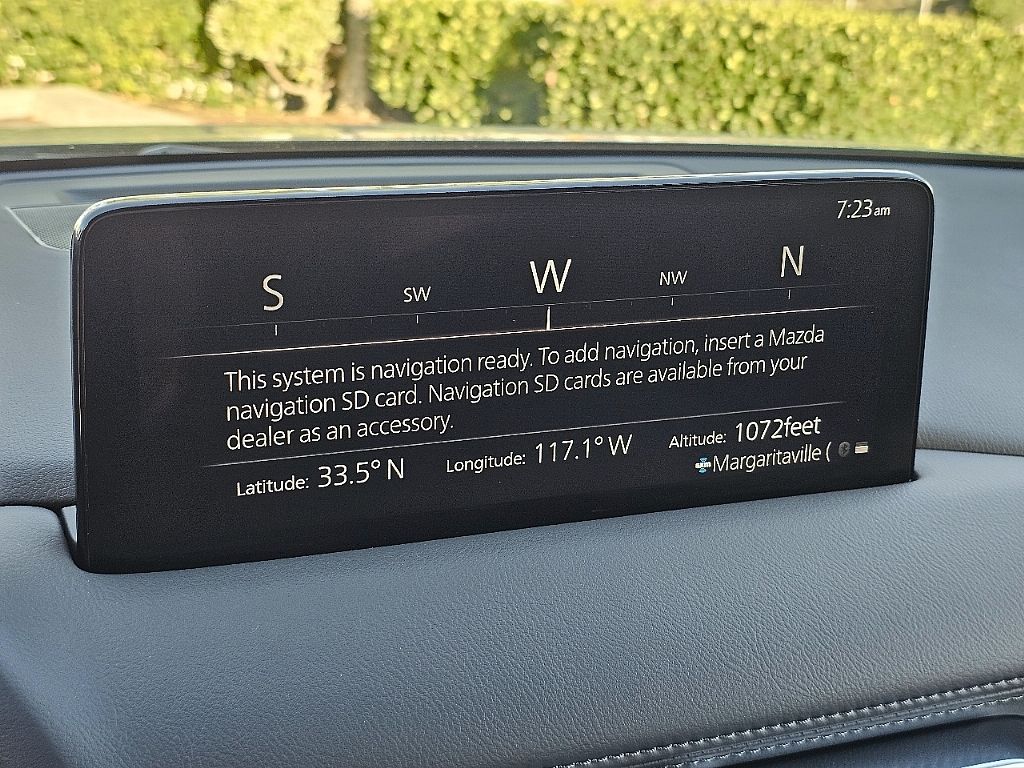 7:23am
S SW W NW N
This system is navigation ready. To add navigation, insert a Mazda
navigation SD card. Navigation SD cards are available from your
dealer as an accessory.
Latitude: 33.5° N Longitude: 117.1° W Altitude: 1072feet
sxm Margaritaville (